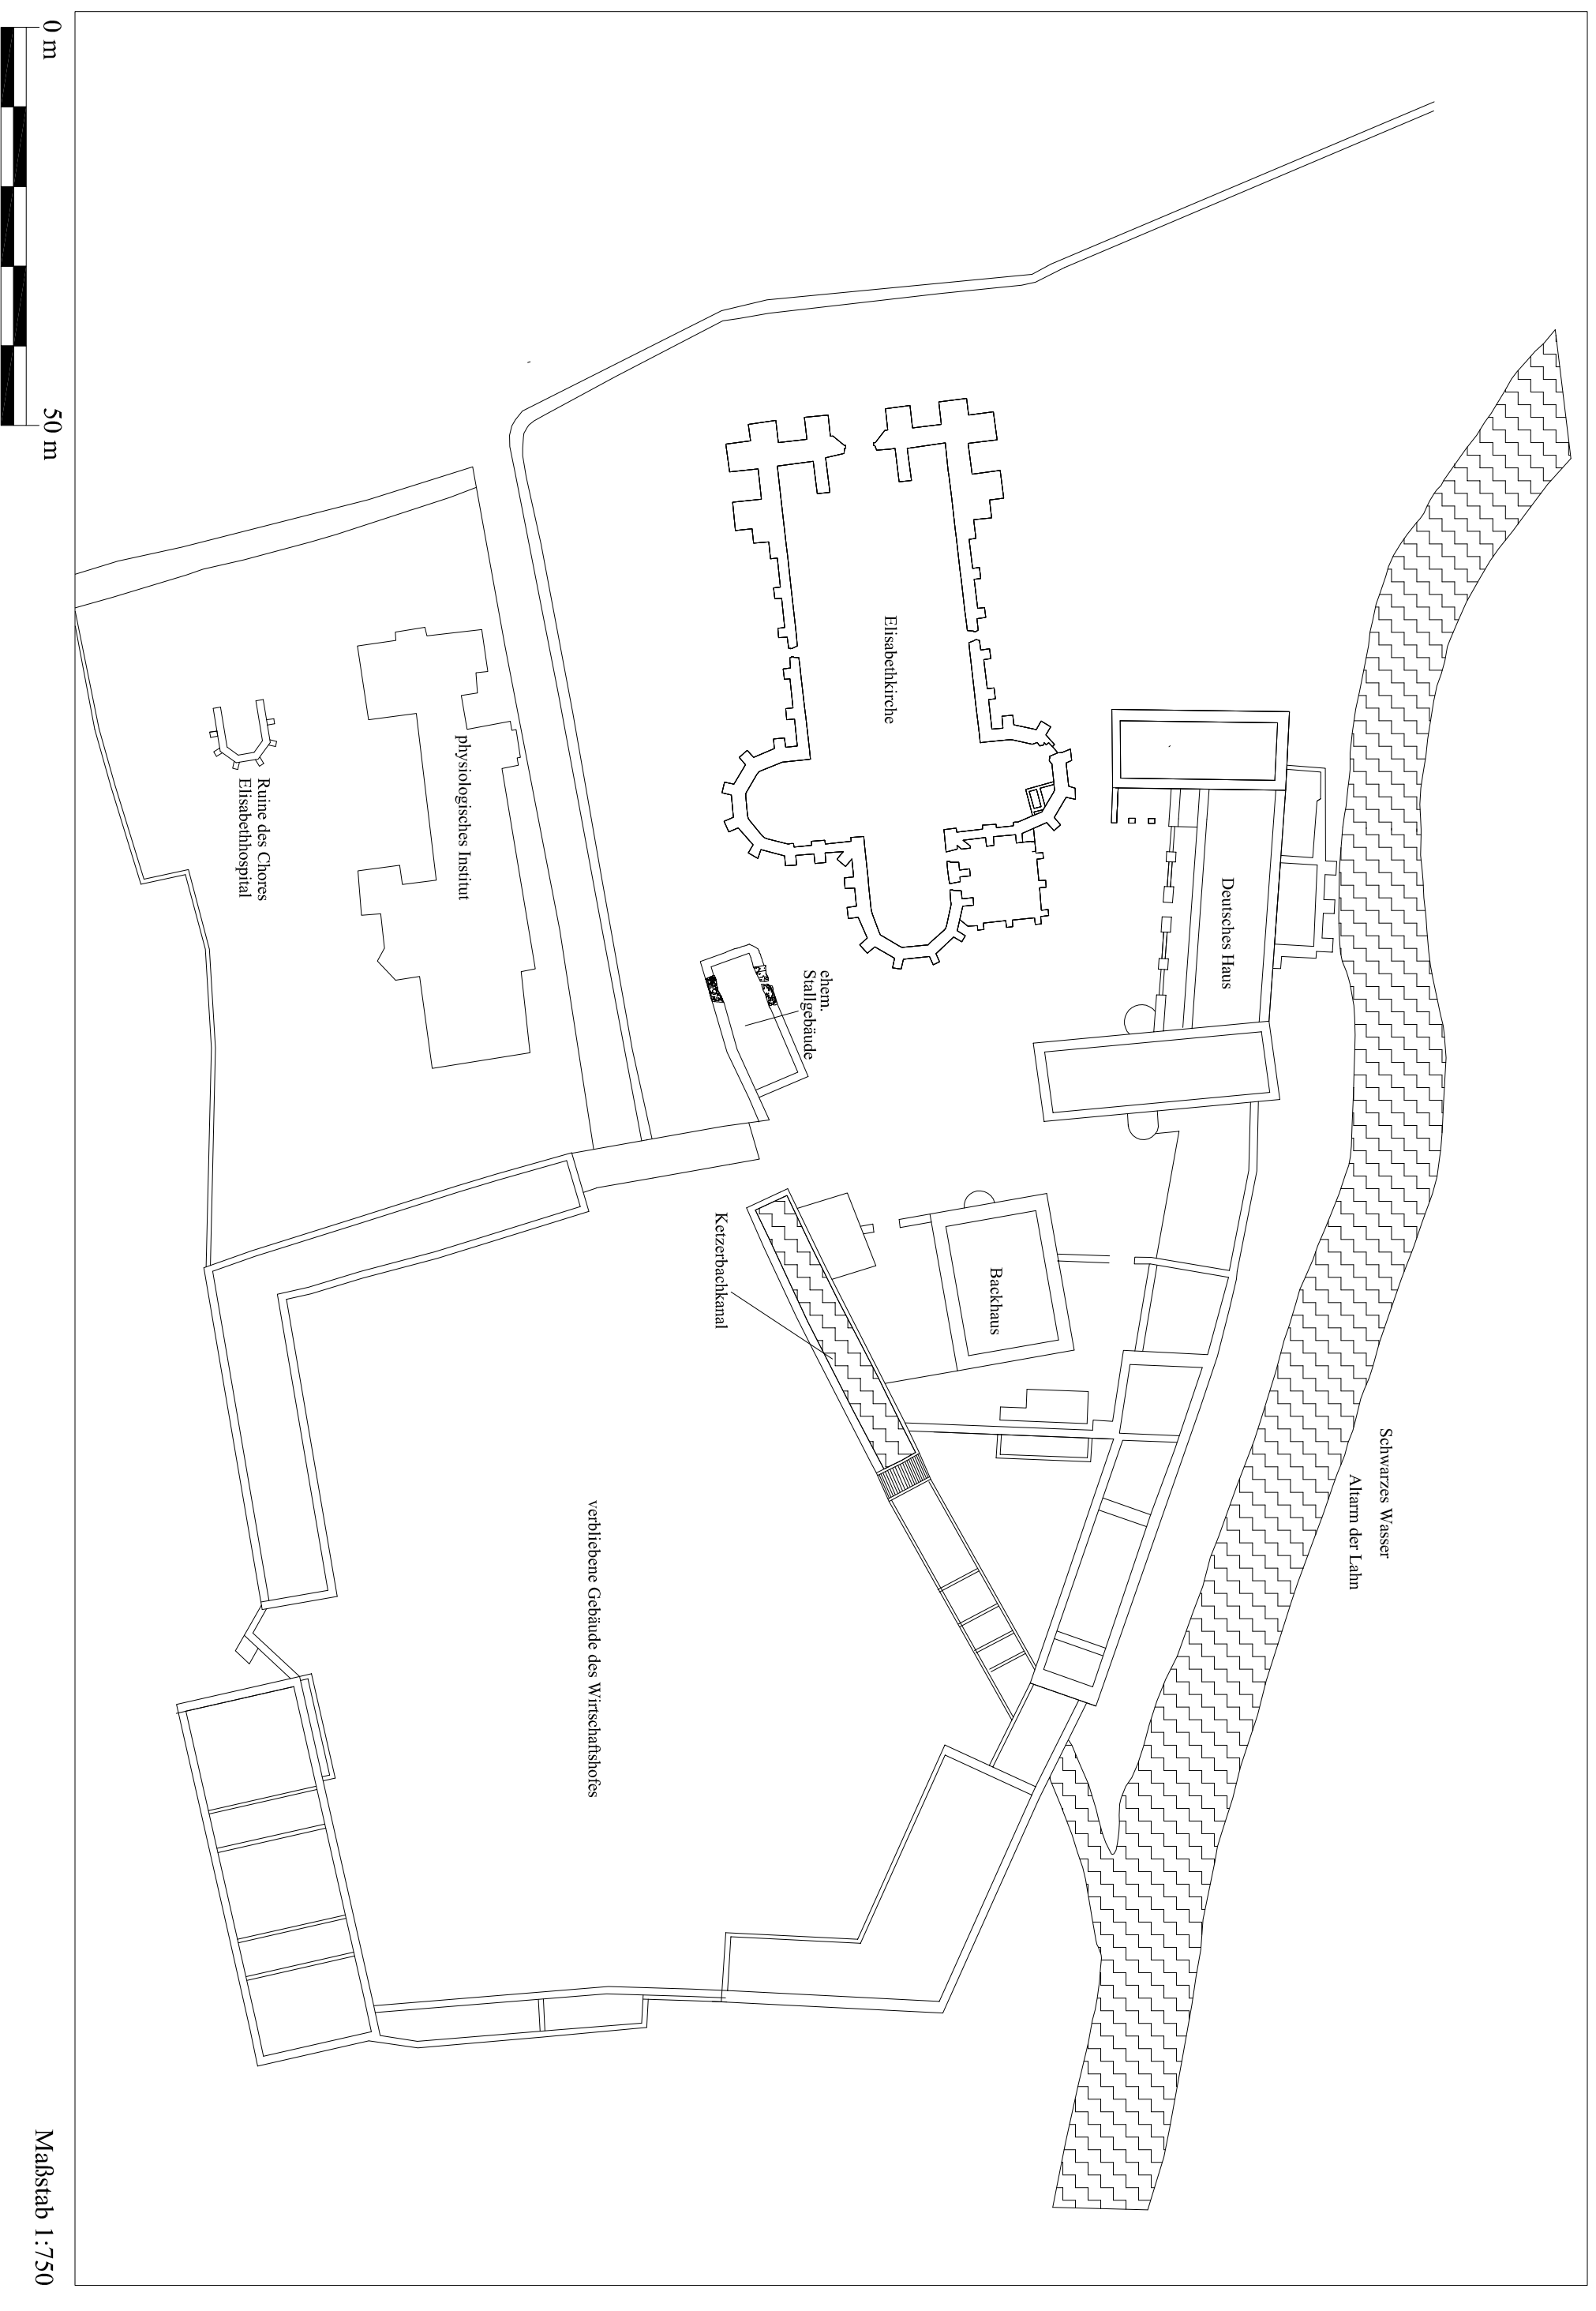 Schwarzes Wasser
Altarm der Lahn
Deutsches Haus
Elisabethkirche
Backhaus
ehem.
Stallgebäude
Ketzerbachkanal
verbliebene Gebäude des Wirtschaftshofes
physiologisches Institut
Ruine des Chores
Elisabethhospital
0 m
50 m
Maßstab 1:750